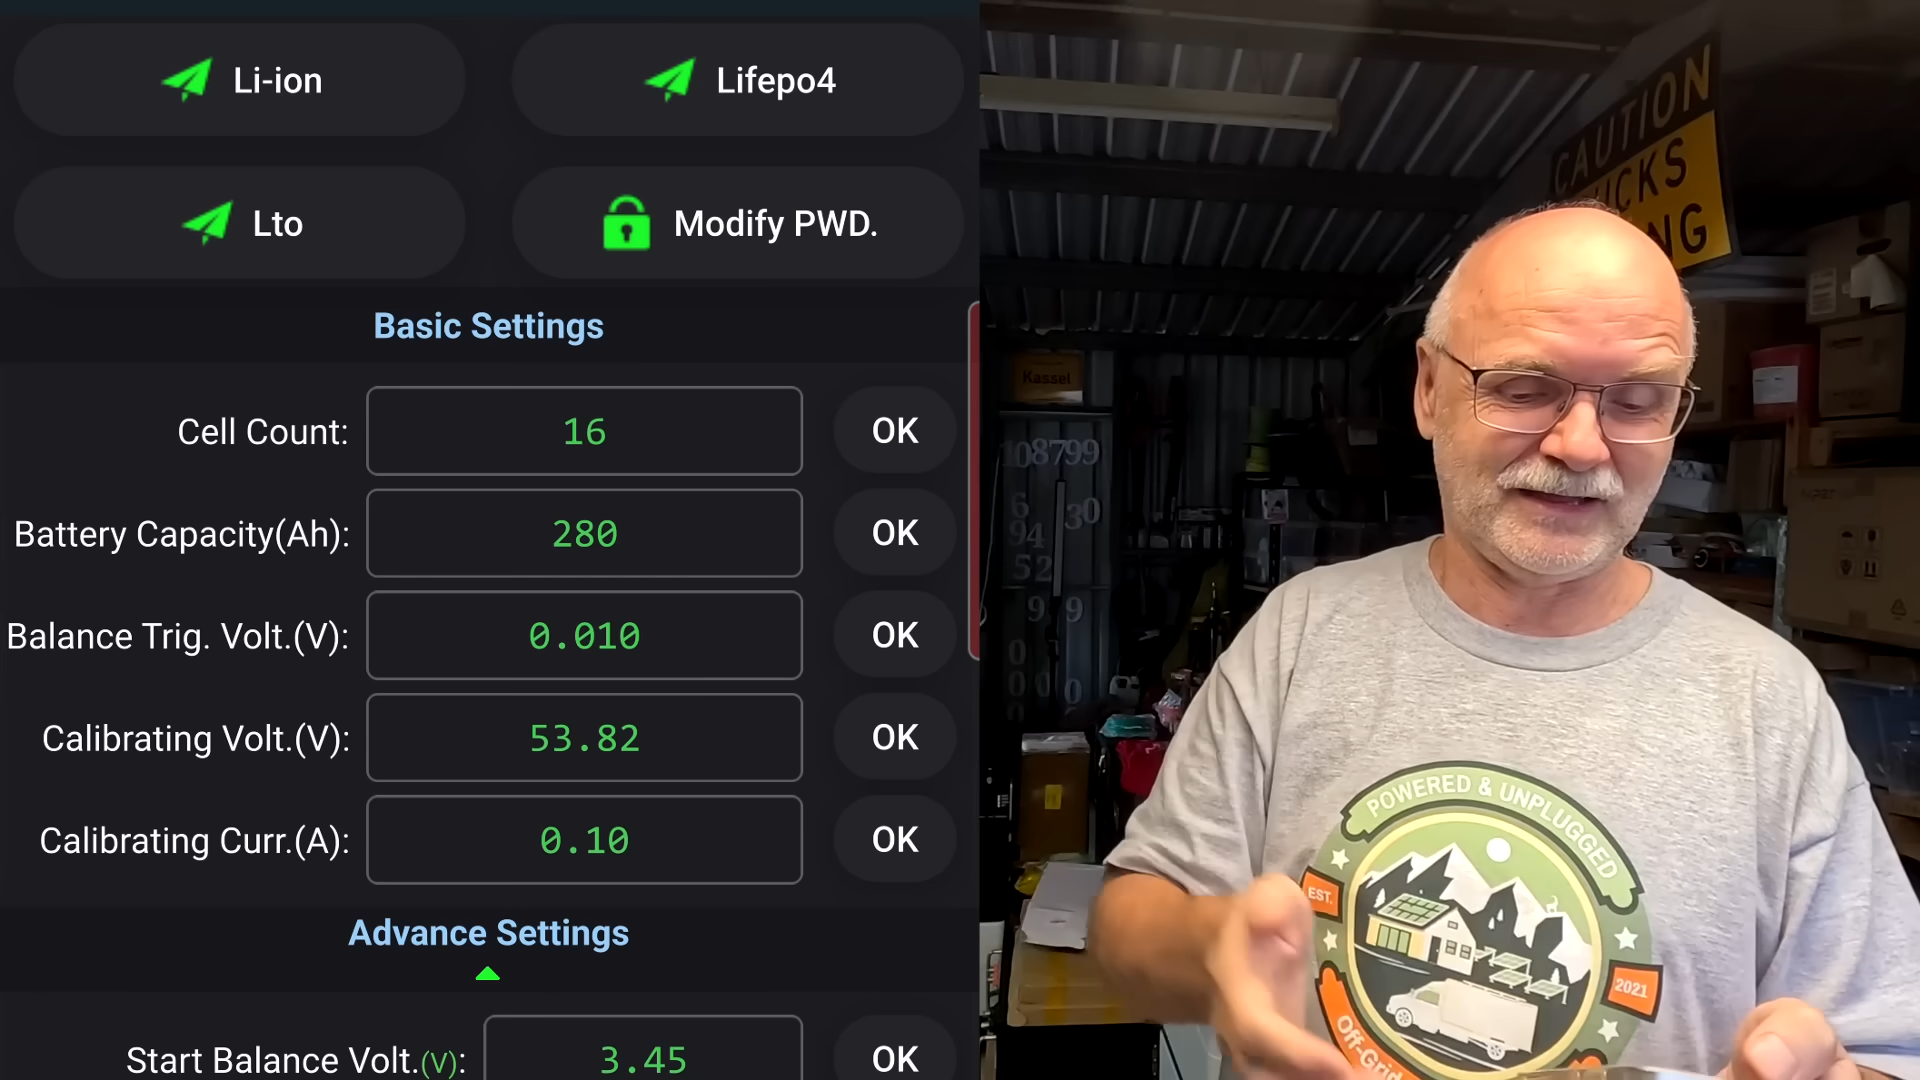 Li-ion
Lifepo4
Lto
Modify PWD.
Basic Settings
Cell Count: 16 OK
Battery Capacity(Ah): 280 OK
Balance Trig. Volt.(V): 0.010 OK
Calibrating Volt.(V): 53.82 OK
Calibrating Curr.(A): 0.10 OK
Advance Settings
Start Balance Volt.(V): 3.45 OK
CAUTION
Kassel
POWERED & UNPLUGGED
EST.
2021
Off-Grid